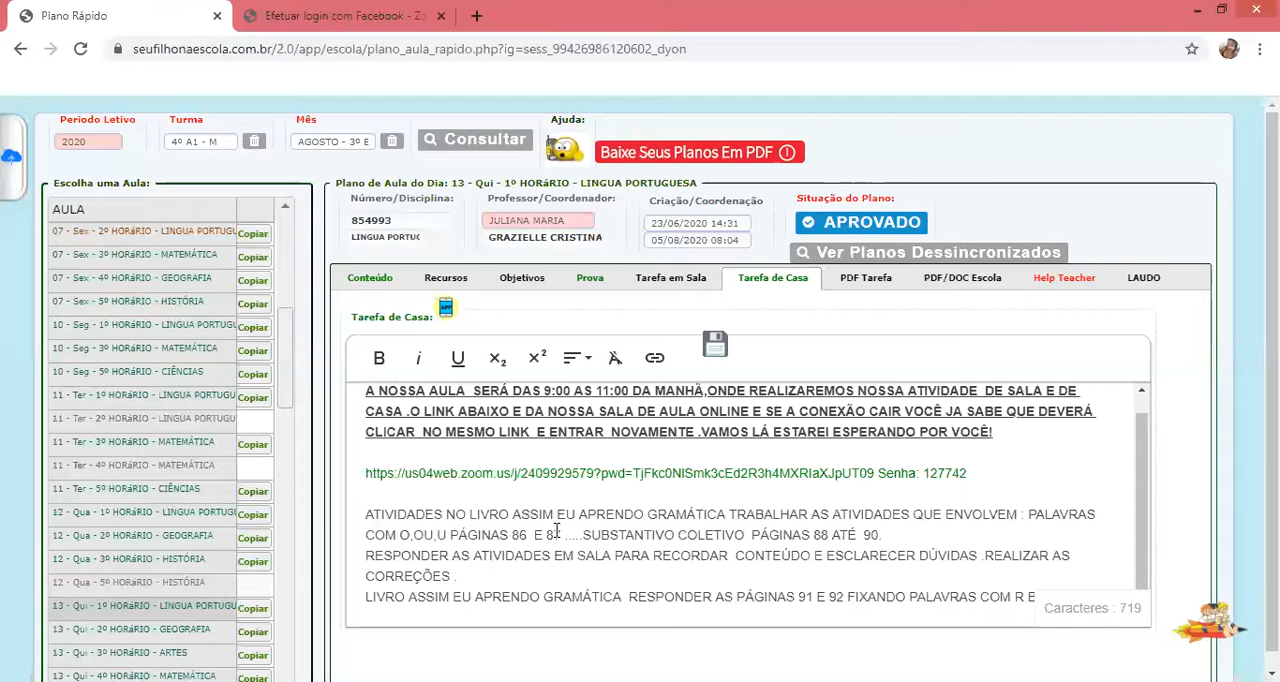 Plano Rápido
Efetuar login com Facebook - Zo
seufilhonaescola.com.br/2.0/app/escola/plano_aula_rapido.php?ig=sess_99426986120602_dyon
Periodo Letivo
Turma
Mês
Ajuda:
2020
4º A1 - M
AGOSTO - 3º E
Consultar
Baixe Seus Planos Em PDF
Escolha uma Aula:
AULA
07 - Sex - 2º HORáRIO - LINGUA PORTUGU Copiar
07 - Sex - 3º HORáRIO - MATEMÁTICA Copiar
07 - Sex - 4º HORáRIO - GEOGRAFIA Copiar
07 - Sex - 5º HORáRIO - HISTÓRIA Copiar
10 - Seg - 1º HORáRIO - LINGUA PORTUGU Copiar
10 - Seg - 3º HORáRIO - MATEMÁTICA Copiar
10 - Seg - 5º HORáRIO - CIÊNCIAS Copiar
11 - Ter - 1º HORáRIO - LINGUA PORTUGU Copiar
11 - Ter - 2º HORáRIO - LINGUA PORTUGU
11 - Ter - 3º HORáRIO - MATEMÁTICA Copiar
11 - Ter - 4º HORáRIO - MATEMÁTICA
11 - Ter - 5º HORáRIO - CIÊNCIAS Copiar
12 - Qua - 1º HORáRIO - LINGUA PORTUGU Copiar
12 - Qua - 2º HORáRIO - GEOGRAFIA Copiar
12 - Qua - 3º HORáRIO - HISTÓRIA Copiar
12 - Qua - 5º HORáRIO - HISTÓRIA
13 - Qui - 1º HORáRIO - LINGUA PORTUGU Copiar
13 - Qui - 2º HORáRIO - GEOGRAFIA Copiar
13 - Qui - 3º HORáRIO - ARTES Copiar
13 - Qui - 4º HORáRIO - MATEMÁTICA Copiar
Plano de Aula do Dia: 13 - Qui - 1º HORáRIO - LINGUA PORTUGUESA
Número/Disciplina:
Professor/Coordenador:
Criação/Coordenação
Situação do Plano:
854993
JULIANA MARIA
23/06/2020 14:31
APROVADO
LINGUA PORTUC
GRAZIELLE CRISTINA
05/08/2020 08:04
Ver Planos Dessincronizados
Conteúdo Recursos Objetivos Prova Tarefa em Sala Tarefa de Casa PDF Tarefa PDF/DOC Escola Help Teacher LAUDO
Tarefa de Casa:
B i U X₂ X²
A NOSSA AULA SERÁ DAS 9:00 AS 11:00 DA MANHÃ,ONDE REALIZAREMOS NOSSA ATIVIDADE DE SALA E DE
CASA .O LINK ABAIXO E DA NOSSA SALA DE AULA ONLINE E SE A CONEXÃO CAIR VOCÊ JA SABE QUE DEVERÁ
CLICAR NO MESMO LINK E ENTRAR NOVAMENTE .VAMOS LÁ ESTAREI ESPERANDO POR VOCÊ!
https://us04web.zoom.us/j/2409929579?pwd=TjFkc0NlSmk3cEd2R3h4MXRIaXJpUT09 Senha: 127742
ATIVIDADES NO LIVRO ASSIM EU APRENDO GRAMÁTICA TRABALHAR AS ATIVIDADES QUE ENVOLVEM : PALAVRAS
COM O,OU,U PÁGINAS 86 E 8 .....SUBSTANTIVO COLETIVO PÁGINAS 88 ATÉ 90.
RESPONDER AS ATIVIDADES EM SALA PARA RECORDAR CONTEÚDO E ESCLARECER DÚVIDAS .REALIZAR AS
CORREÇÕES .
LIVRO ASSIM EU APRENDO GRAMÁTICA RESPONDER AS PÁGINAS 91 E 92 FIXANDO PALAVRAS COM R
Caracteres : 719